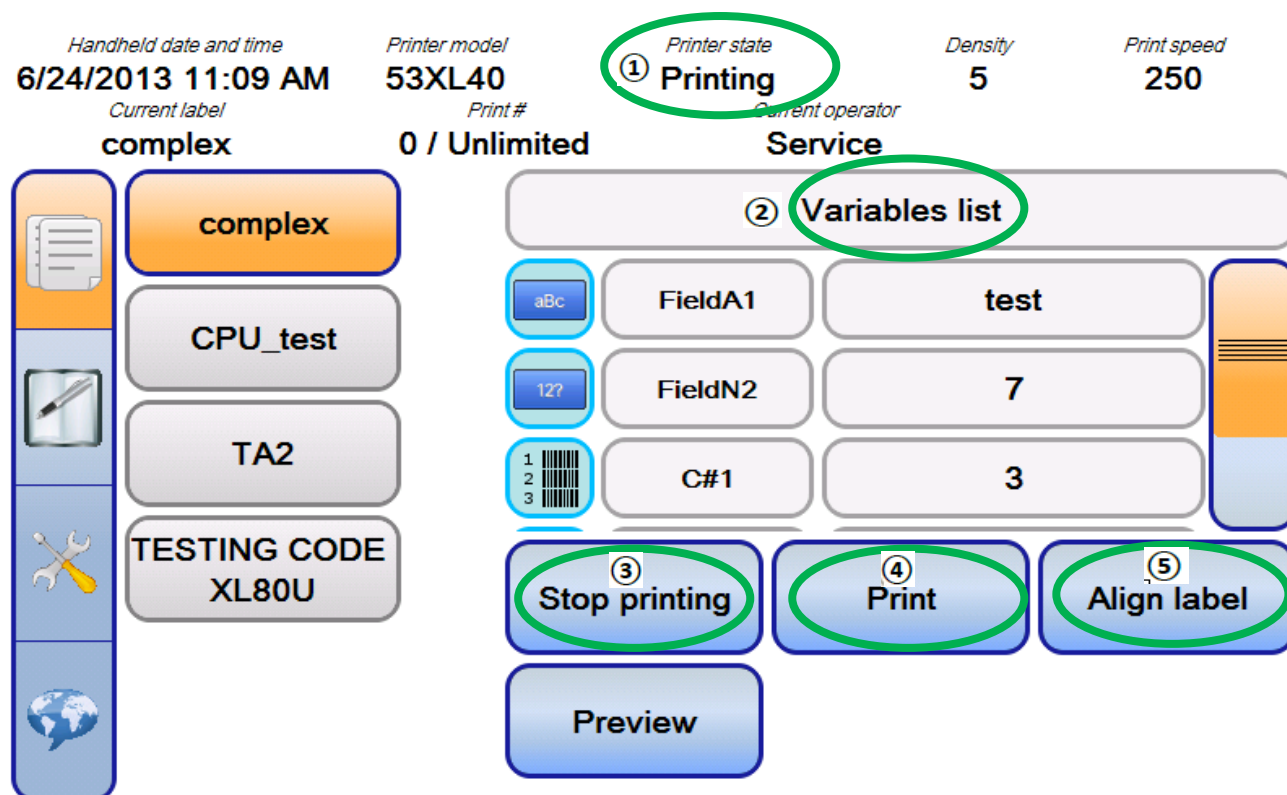 Handheld date and time Printer model Printer state Density Print speed
6/24/2013 11:09 AM 53XL40 ① Printing 5 250
Current label Print # Current operator
complex 0 / Unlimited Service
complex
CPU_test
TA2
TESTING CODE
XL80U
② Variables list
aBc FieldA1 test
12? FieldN2 7
1
2
3
C#1 3
③
Stop printing
④
Print
⑤
Align label
Preview